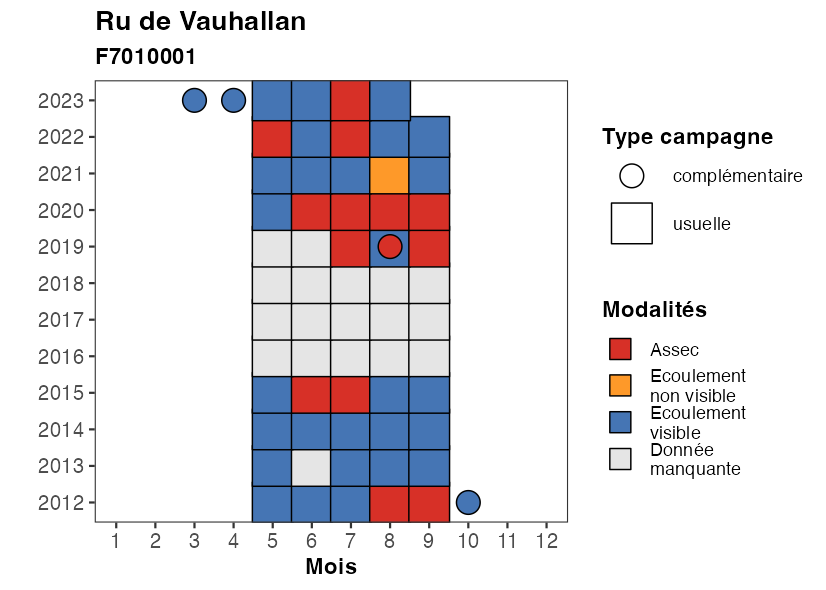 Ru de Vauhallan
F7010001
2023
2022
2021
2020
2019
2018
2017
2016
2015
2014
2013
2012
1 2 3 4 5 6 7 8 9 10 11 12
Mois
Type campagne
complémentaire
usuelle
Modalités
Assec
Ecoulement
non visible
Ecoulement
visible
Donnée
manquante